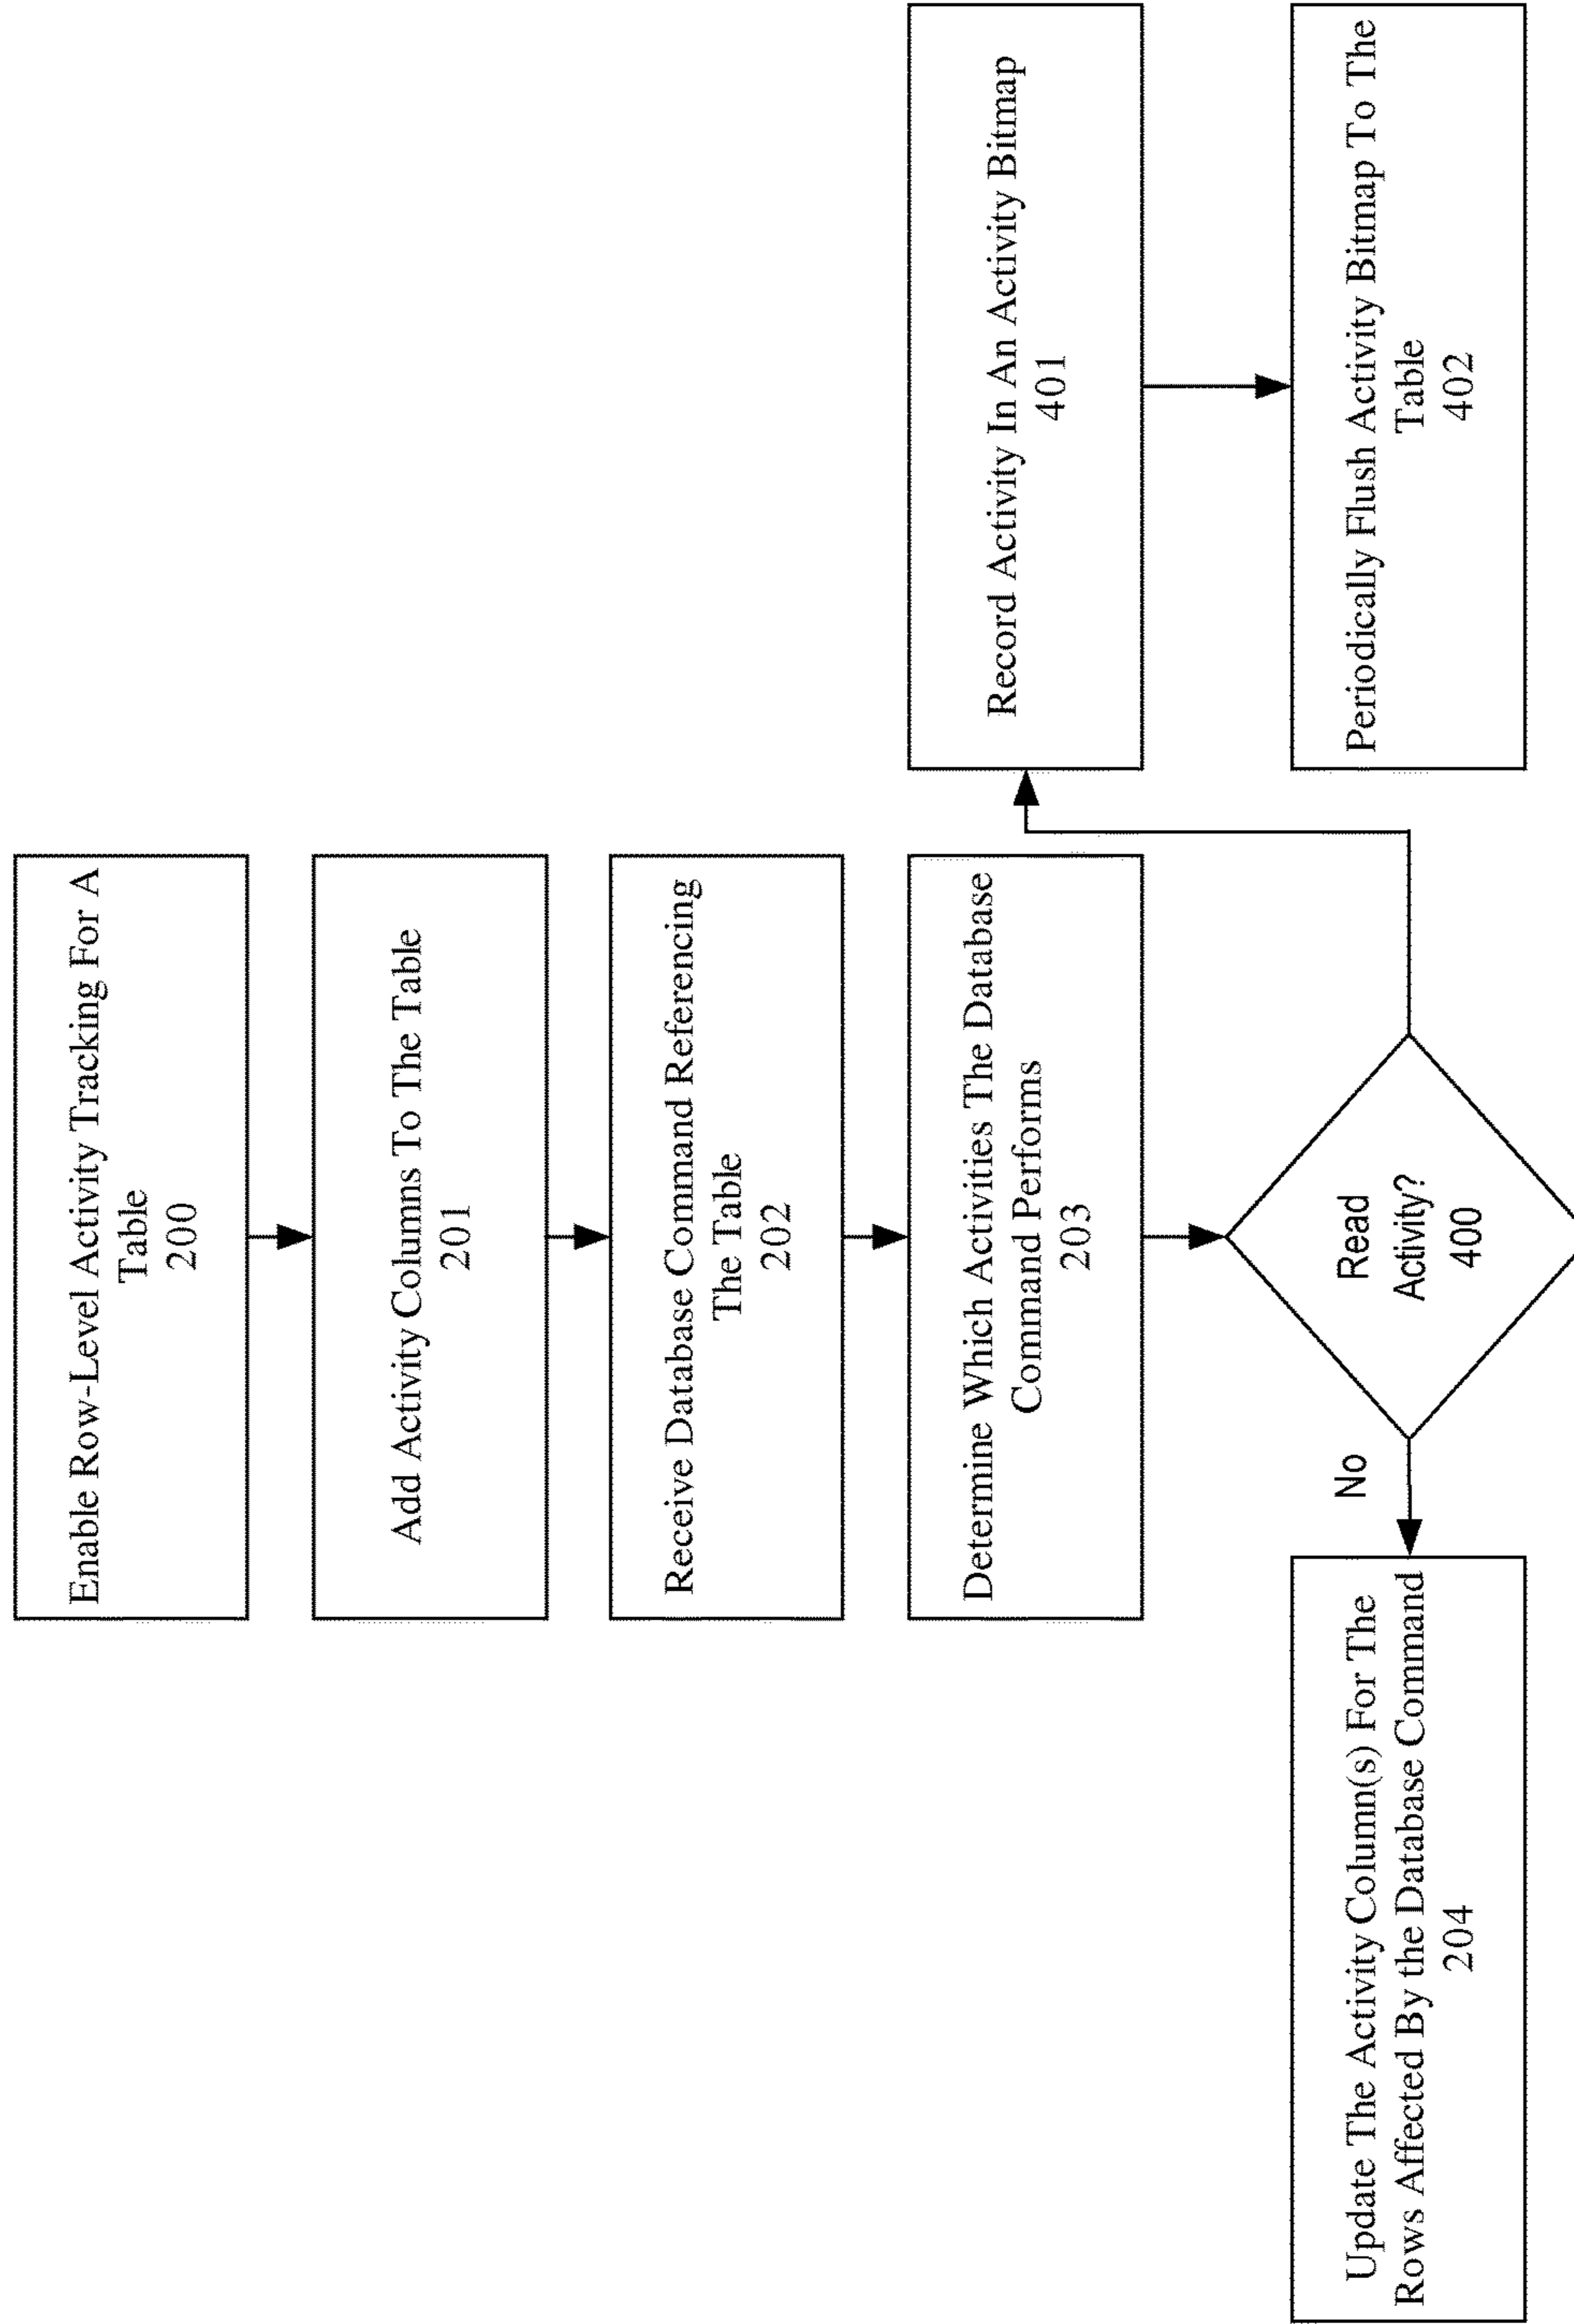 Enable Row-Level Activity Tracking For A
Table
200
Add Activity Columns To The Table
201
Receive Database Command Referencing
The Table
202
Determine Which Activities The Database
Command Performs
203
Read
Activity?
400
No
Update The Activity Column(s) For The
Rows Affected By the Database Command
204
Record Activity In An Activity Bitmap
401
Periodically Flush Activity Bitmap To The
Table
402